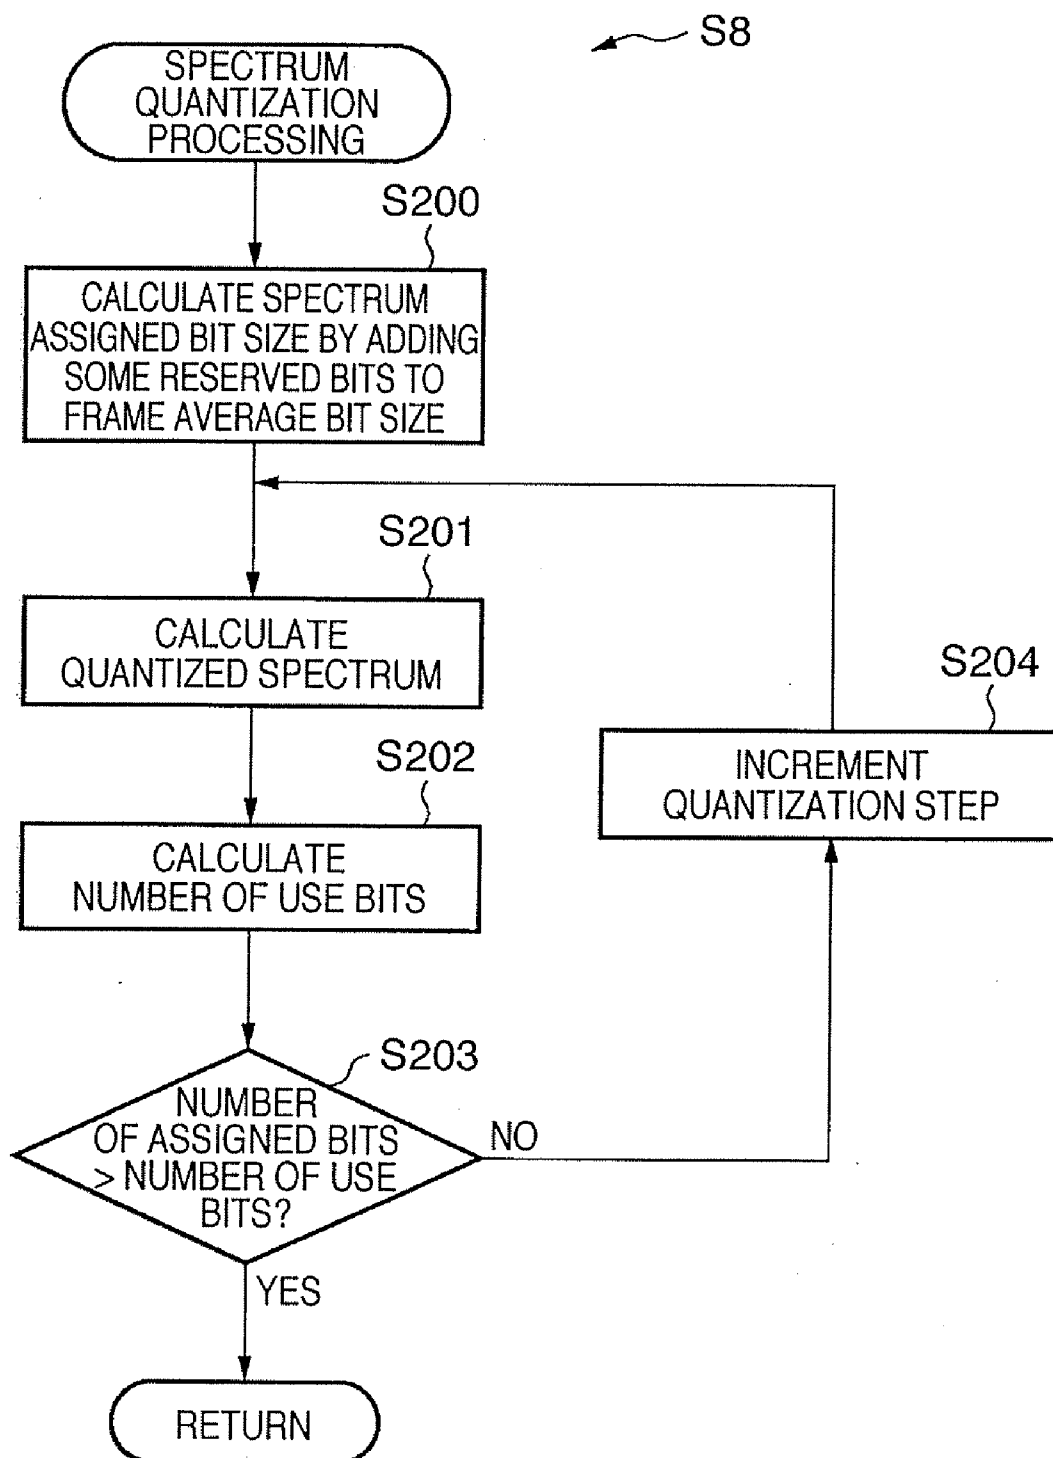 S8
SPECTRUM
QUANTIZATION
PROCESSING
S200
CALCULATE SPECTRUM
ASSIGNED BIT SIZE BY ADDING
SOME RESERVED BITS TO
FRAME AVERAGE BIT SIZE
S201
CALCULATE
QUANTIZED SPECTRUM
S204
INCREMENT
QUANTIZATION STEP
S202
CALCULATE
NUMBER OF USE BITS
S203
NUMBER
OF ASSIGNED BITS
> NUMBER OF USE
BITS?
NO
YES
RETURN